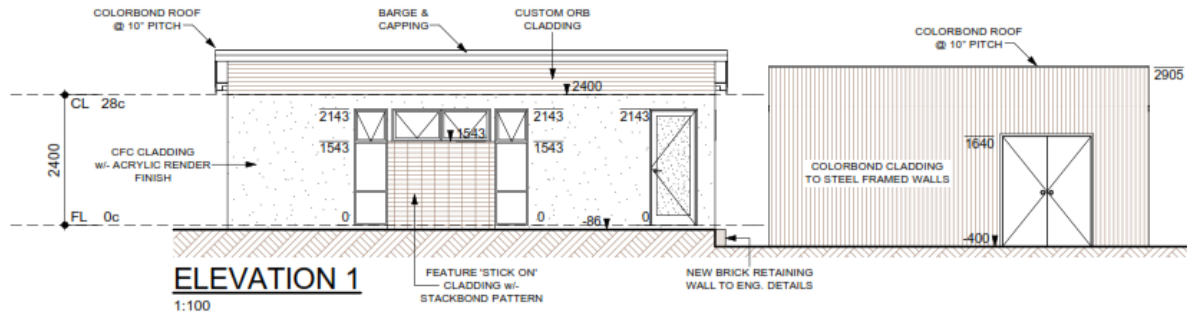 COLORBOND ROOF
@ 10° PITCH
BARGE &
CAPPING
CUSTOM ORB
CLADDING
COLORBOND ROOF
@ 10° PITCH
2905
CL 28c
2400
2143
2143
2143
1543
1543
1543
1640
2400
CFC CLADDING
w/- ACRYLIC RENDER
FINISH
COLORBOND CLADDING
TO STEEL FRAMED WALLS
FL 0c
0
0
0
-86
-400
ELEVATION 1
1:100
FEATURE 'STICK ON'
CLADDING w/-
STACKBOND PATTERN
NEW BRICK RETAINING
WALL TO ENG. DETAILS